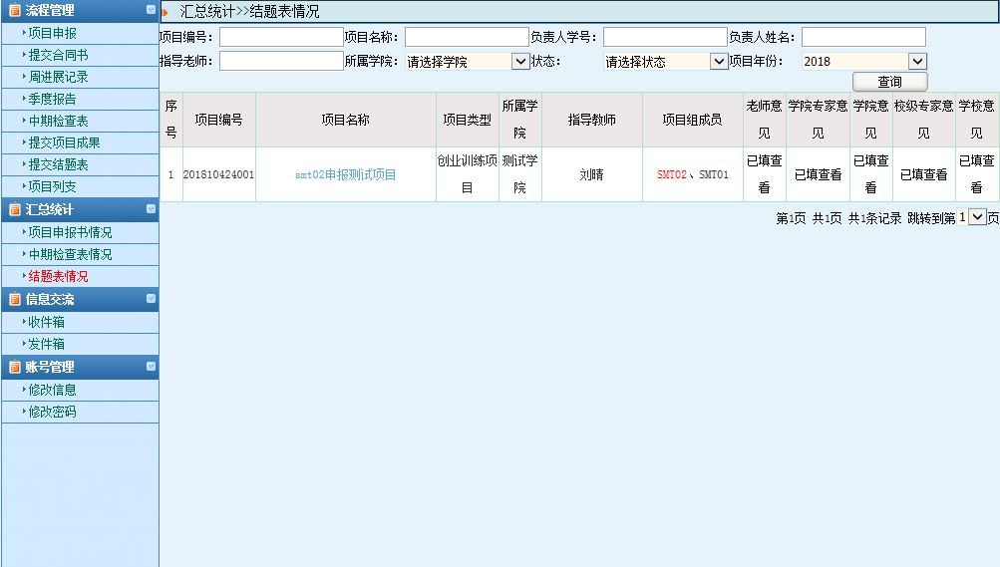 流程管理
项目申报
提交合同书
周进展记录
季度报告
中期检查表
提交项目成果
提交结题表
项目列支
汇总统计
项目申报书情况
中期检查表情况
结题表情况
信息交流
收件箱
发件箱
账号管理
修改信息
修改密码
汇总统计>>结题表情况
项目编号: 项目名称: 负责人学号: 负责人姓名:
指导老师: 所属学院: 请选择学院 状态: 请选择状态 项目年份: 2018
查询
序号 项目编号 项目名称 项目类型 所属学院 指导教师 项目组成员 老师意见 学院专家意见 学院意见 校级专家意见 学校意见
1 201810424001 smt02申报测试项目 创业训练项目 测试学院 刘晴 SMT02、SMT01 已填查看 已填查看 已填查看 已填查看 已填查看
第1页 共1页 共1条记录 跳转到第 1 页